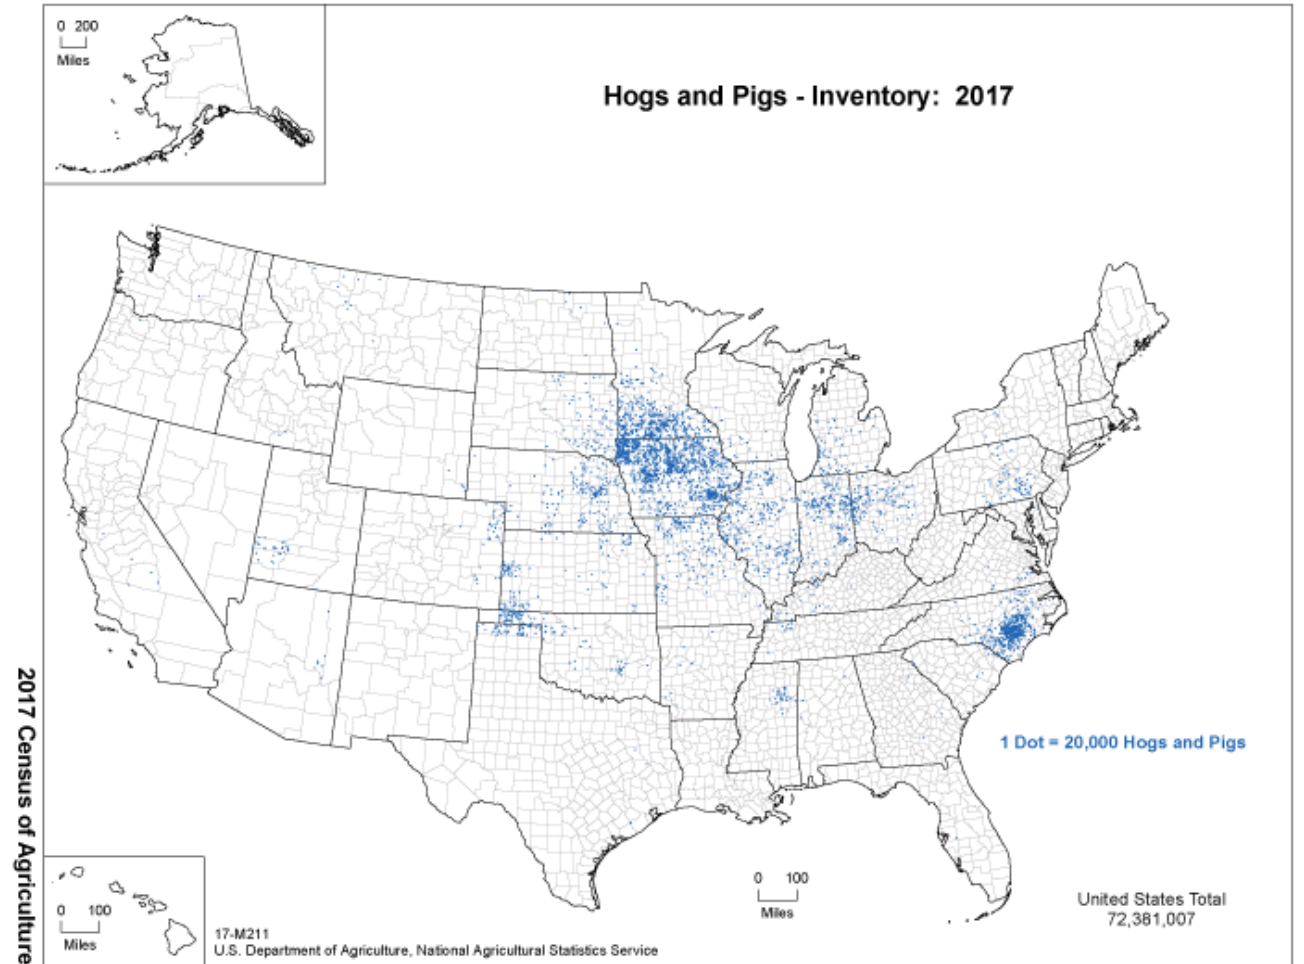 0 200
Miles
Hogs and Pigs - Inventory: 2017
1 Dot = 20,000 Hogs and Pigs
2017 Census of Agriculture
0 100
Miles
0 100
Miles
United States Total
72,381,007
17-M211
U.S. Department of Agriculture, National Agricultural Statistics Service